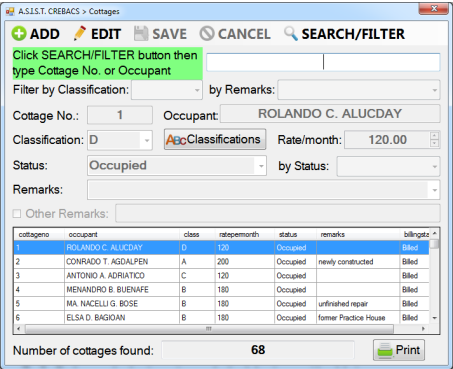 A.S.I.S.T. CREBACS > Cottages
ADD EDIT SAVE CANCEL SEARCH/FILTER
Click SEARCH/FILTER button then
type Cottage No. or Occupant
Filter by Classification: by Remarks:
Cottage No.: 1 Occupant: ROLANDO C. ALUCDAY
Classification: D ABC Classifications Rate/month: 120.00
Status: Occupied by Status:
Remarks:
Other Remarks:
cottageno occupant class ratepermonth status remarks billingsta
1 ROLANDO C. ALUCDAY D 120 Occupied Billed
2 CONRADO T. AGDALPEN A 200 Occupied newly constructed Billed
3 ANTONIO A. ADRIATICO C 120 Occupied Billed
4 MENANDRO B. BUENAFE B 180 Occupied Billed
5 MA. NACELLI G. BOSE B 180 Occupied unfinished repair Billed
6 ELSA D. BAGIOAN B 180 Occupied former Practice House Billed
Number of cottages found: 68 Print